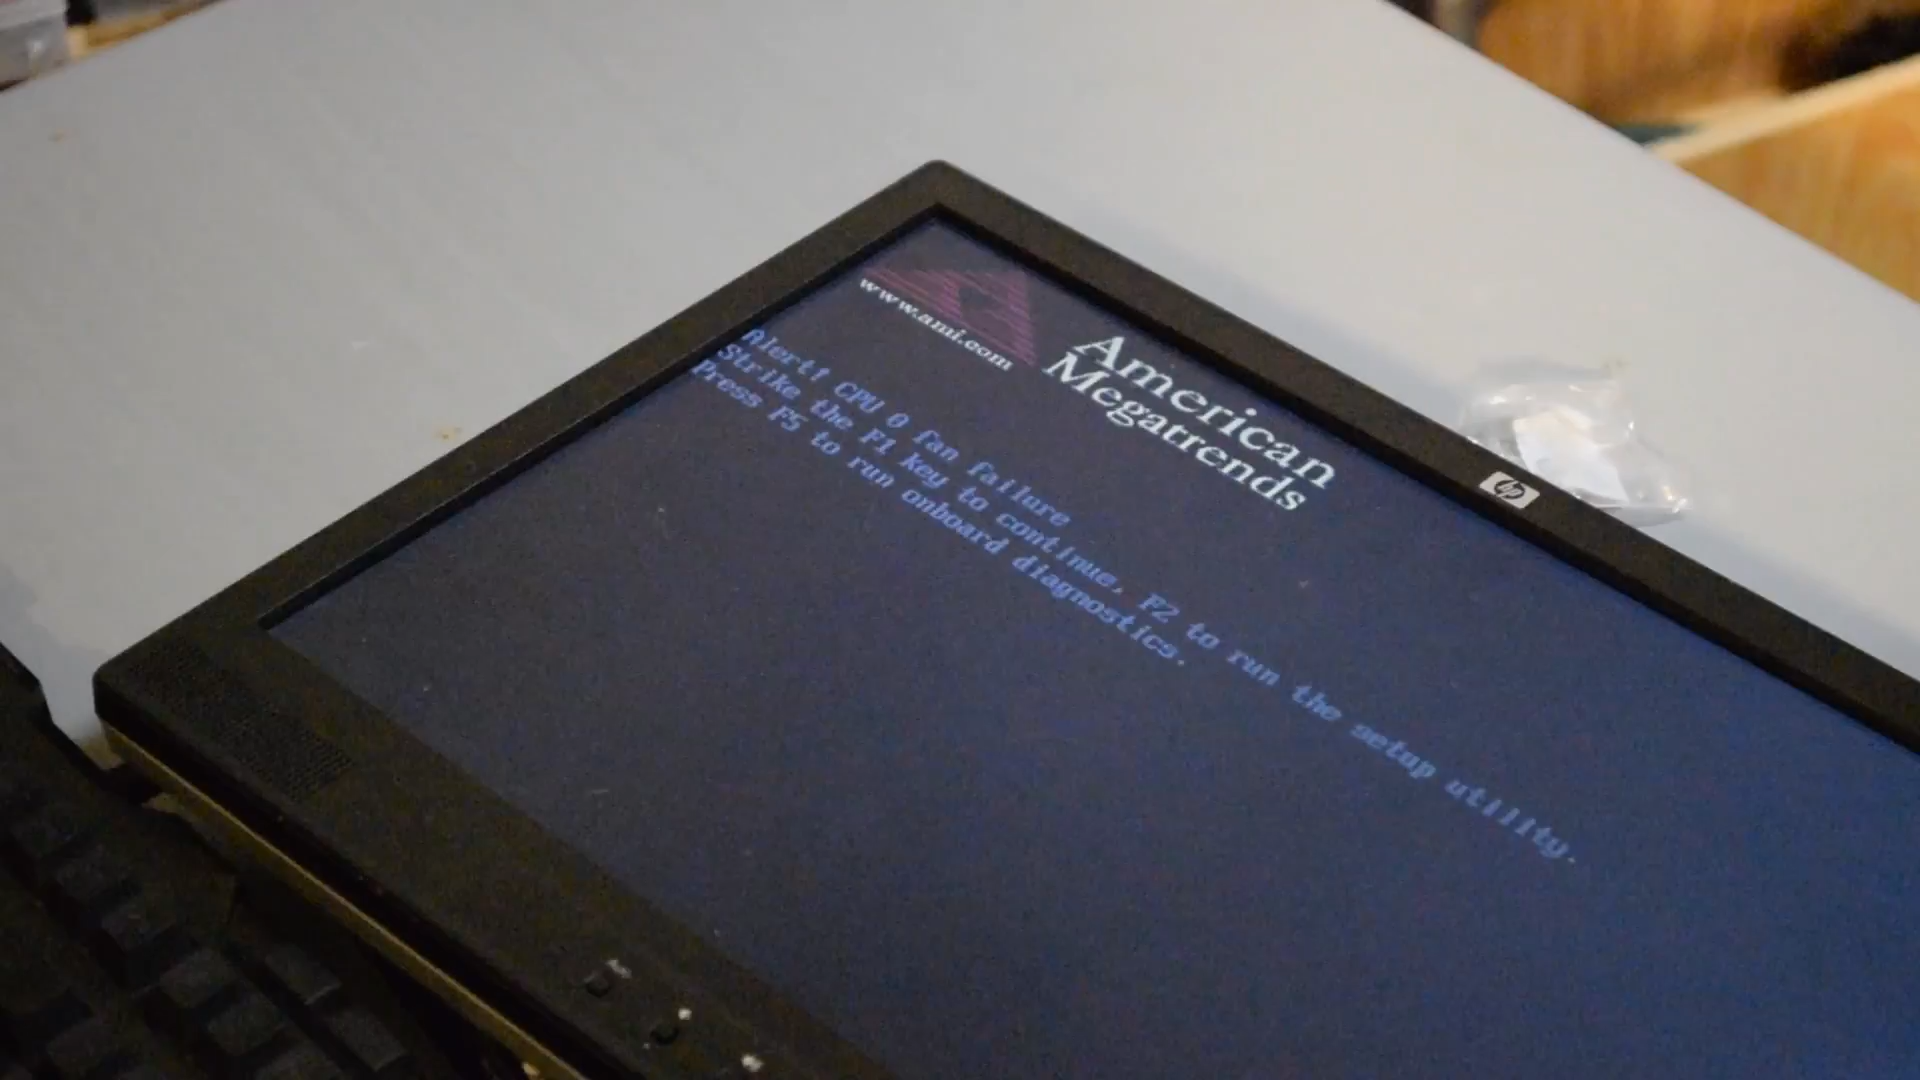 www.ami.com
American
Megatrends
Alert! CPU 0 fan failure
Strike the F1 key to continue, F2 to run the setup utility.
Press F5 to run onboard diagnostics.
hp